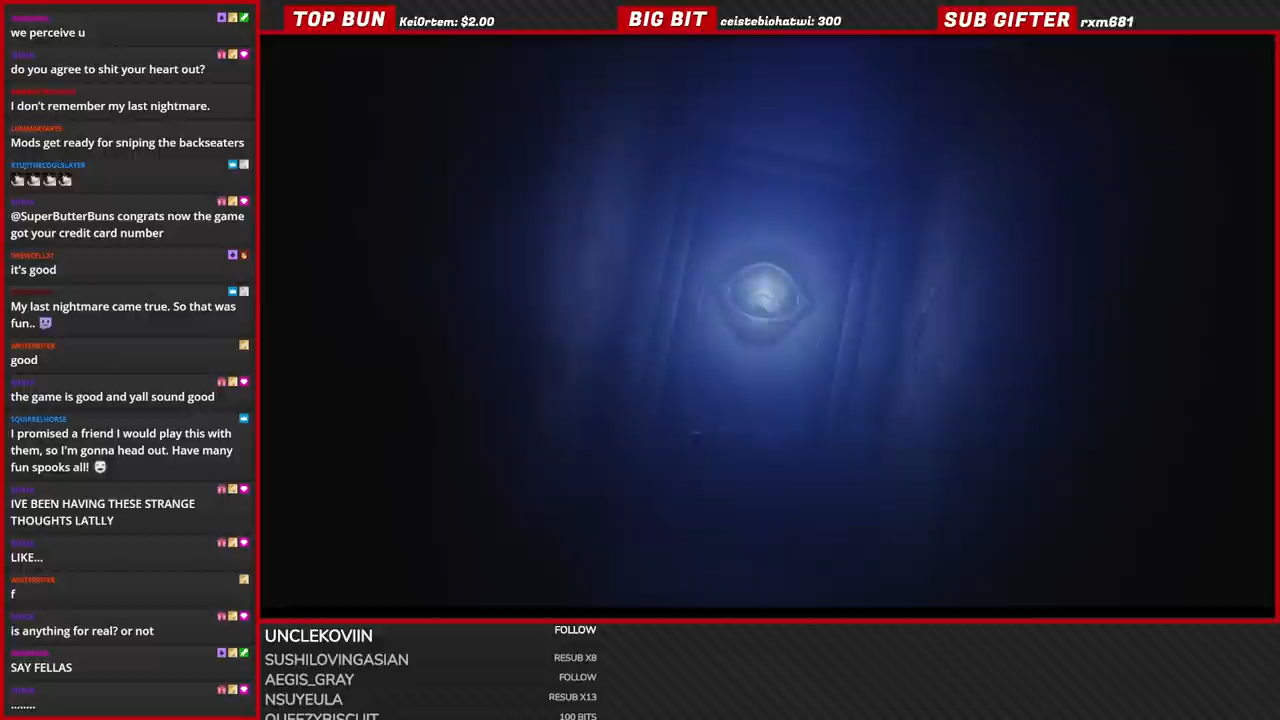 TOP BUN Kei0rtem: $2.00 BIG BIT ceistebiohatwi: 300 SUB GIFTER rxm681
we perceive u
do you agree to shit your heart out?
I don't remember my last nightmare.
Mods get ready for sniping the backseaters
KYUJITHECOOLSLAYER
@SuperButterBuns congrats now the game
got your credit card number
it's good
My last nightmare came true. So that was
fun..
good
the game is good and yall sound good
SQUIRRELHORSE
I promised a friend I would play this with
them, so I'm gonna head out. Have many
fun spooks all!
IVE BEEN HAVING THESE STRANGE
THOUGHTS LATLLY
LIKE...
f
is anything for real? or not
SAY FELLAS
........
UNCLEKOVIIN FOLLOW
SUSHILOVINGASIAN RESUB X8
AEGIS_GRAY FOLLOW
NSUYEULA RESUB X13
QUEEZYBISCUIT 100 BITS